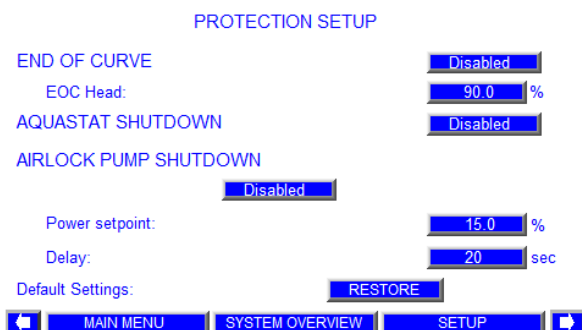 PROTECTION SETUP
END OF CURVE Disabled
EOC Head: 90.0 %
AQUASTAT SHUTDOWN Disabled
AIRLOCK PUMP SHUTDOWN
Disabled
Power setpoint: 15.0 %
Delay: 20 sec
Default Settings: RESTORE
MAIN MENU SYSTEM OVERVIEW SETUP